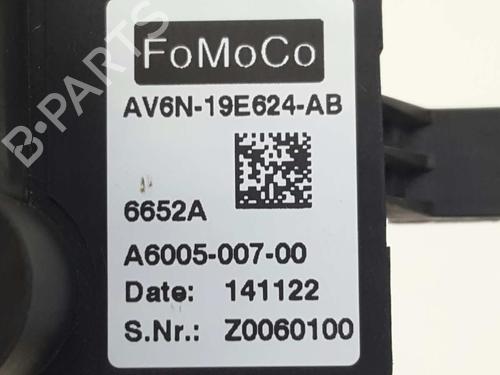 FoMoCo
AV6N-19E624-AB
6652A
A6005-007-00
Date: 141122
S.Nr.: Z0060100
B-PARTS